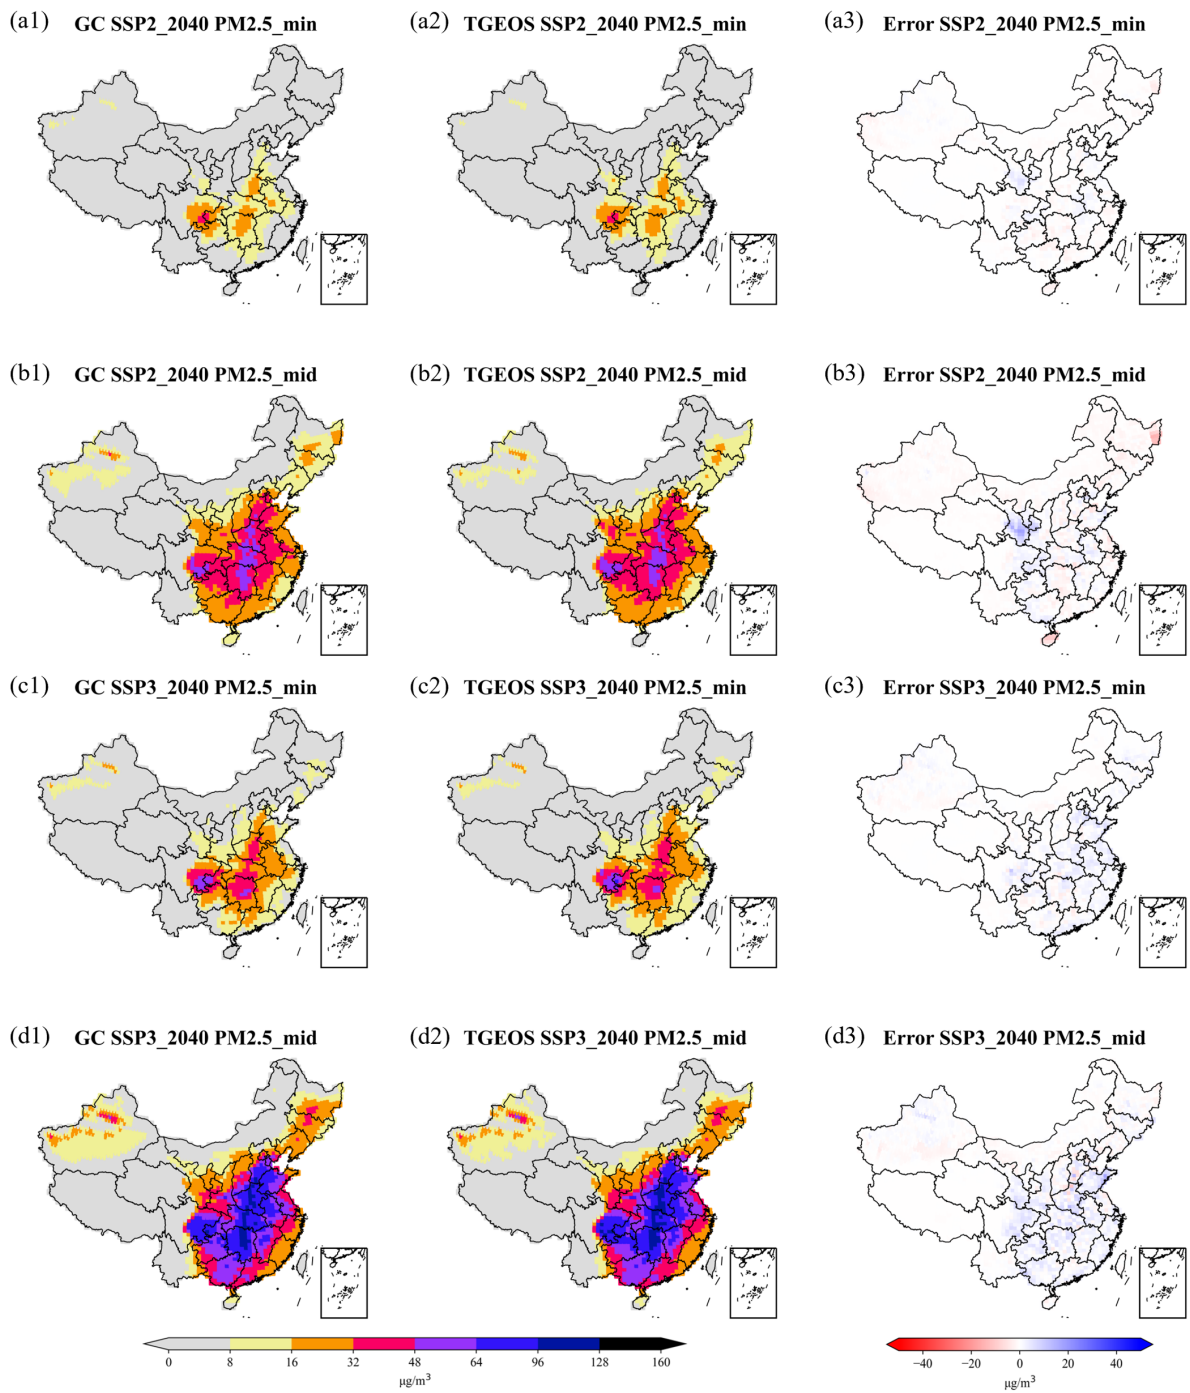 (a1) GC SSP2_2040 PM2.5_min
(a2) TGEOS SSP2_2040 PM2.5_min
(a3) Error SSP2_2040 PM2.5_min
(b1) GC SSP2_2040 PM2.5_mid
(b2) TGEOS SSP2_2040 PM2.5_mid
(b3) Error SSP2_2040 PM2.5_mid
(c1) GC SSP3_2040 PM2.5_min
(c2) TGEOS SSP3_2040 PM2.5_min
(c3) Error SSP3_2040 PM2.5_min
(d1) GC SSP3_2040 PM2.5_mid
(d2) TGEOS SSP3_2040 PM2.5_mid
(d3) Error SSP3_2040 PM2.5_mid
0 8 16 32 48 64 96 128 160
μg/m³
−40 −20 0 20 40
μg/m³